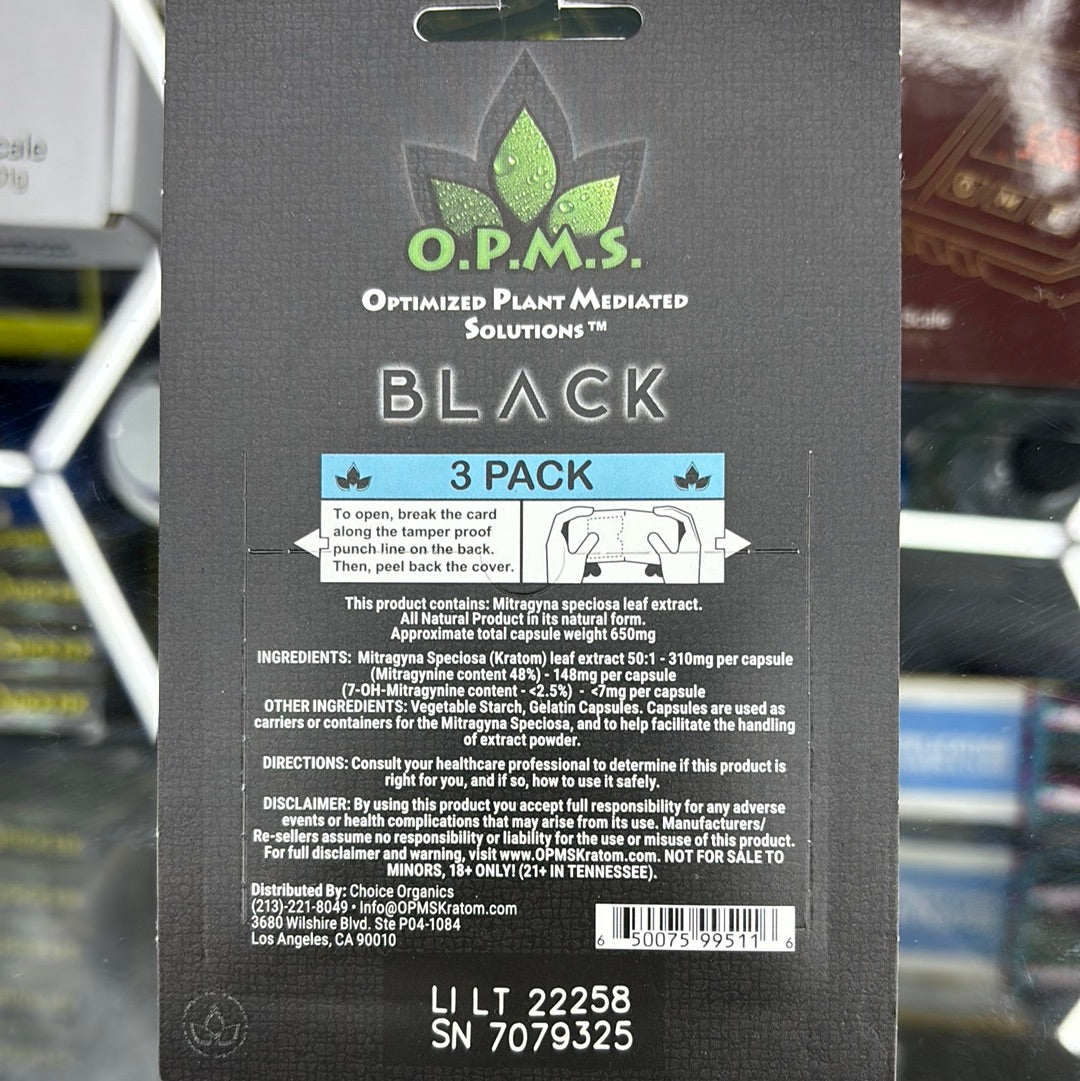 cale
01g
O.P.M.S.
OPTIMIZED PLANT MEDIATED
SOLUTIONS™
BLACK
3 PACK
To open, break the card
along the tamper proof
punch line on the back.
Then, peel back the cover.
This product contains: Mitragyna speciosa leaf extract.
All Natural Product in its natural form.
Approximate total capsule weight 650mg
INGREDIENTS: Mitragyna Speciosa (Kratom) leaf extract 50:1 - 310mg per capsule
(Mitragynine content 48%) - 148mg per capsule
(7-OH-Mitragynine content - <2.5%) - <7mg per capsule
OTHER INGREDIENTS: Vegetable Starch, Gelatin Capsules. Capsules are used as
carriers or containers for the Mitragyna Speciosa, and to help facilitate the handling
of extract powder.
DIRECTIONS: Consult your healthcare professional to determine if this product is
right for you, and if so, how to use it safely.
DISCLAIMER: By using this product you accept full responsibility for any adverse
events or health complications that may arise from its use. Manufacturers/
Re-sellers assume no responsibility or liability for the use or misuse of this product.
For full disclaimer and warning, visit www.OPMSKratom.com. NOT FOR SALE TO
MINORS, 18+ ONLY! (21+ IN TENNESSEE).
Distributed By: Choice Organics
(213)-221-8049 • Info@OPMSKratom.com
3680 Wilshire Blvd. Ste P04-1084
Los Angeles, CA 90010
6 50075 99511 6
LI LT 22258
SN 7079325